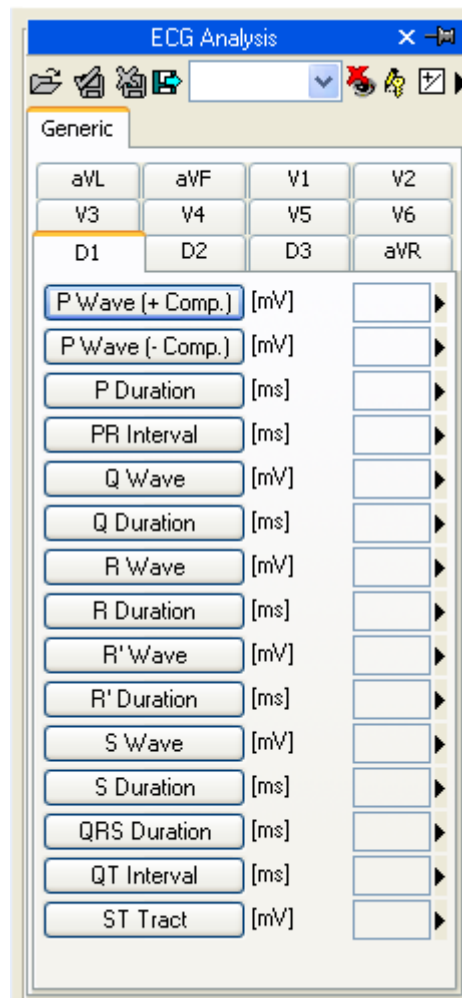 ECG Analysis
Generic
aVL aVF V1 V2
V3 V4 V5 V6
D1 D2 D3 aVR
P Wave (+ Comp.) [mV]
P Wave (- Comp.) [mV]
P Duration [ms]
PR Interval [ms]
Q Wave [mV]
Q Duration [ms]
R Wave [mV]
R Duration [ms]
R' Wave [mV]
R' Duration [ms]
S Wave [mV]
S Duration [ms]
QRS Duration [ms]
QT Interval [ms]
ST Tract [mV]